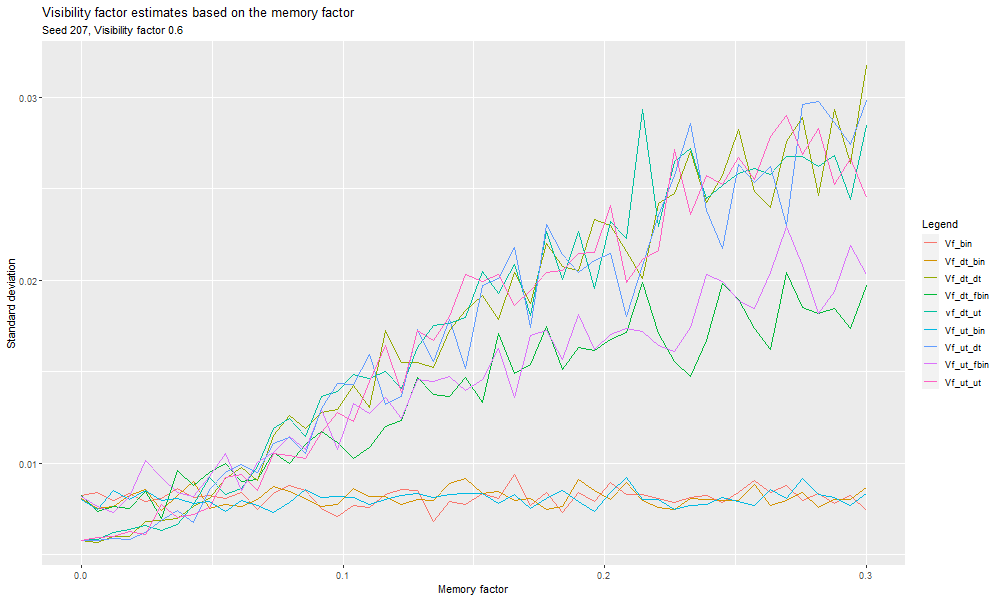 Visibility factor estimates based on the memory factor
Seed 207, Visibility factor 0.6
Standard deviation
0.03
0.02
0.01
0.0
0.1
0.2
0.3
Memory factor
Legend
Vf_bin
Vf_dt_bin
Vf_dt_dt
Vf_dt_fbin
vf_dt_ut
Vf_ut_bin
Vf_ut_dt
Vf_ut_fbin
Vf_ut_ut